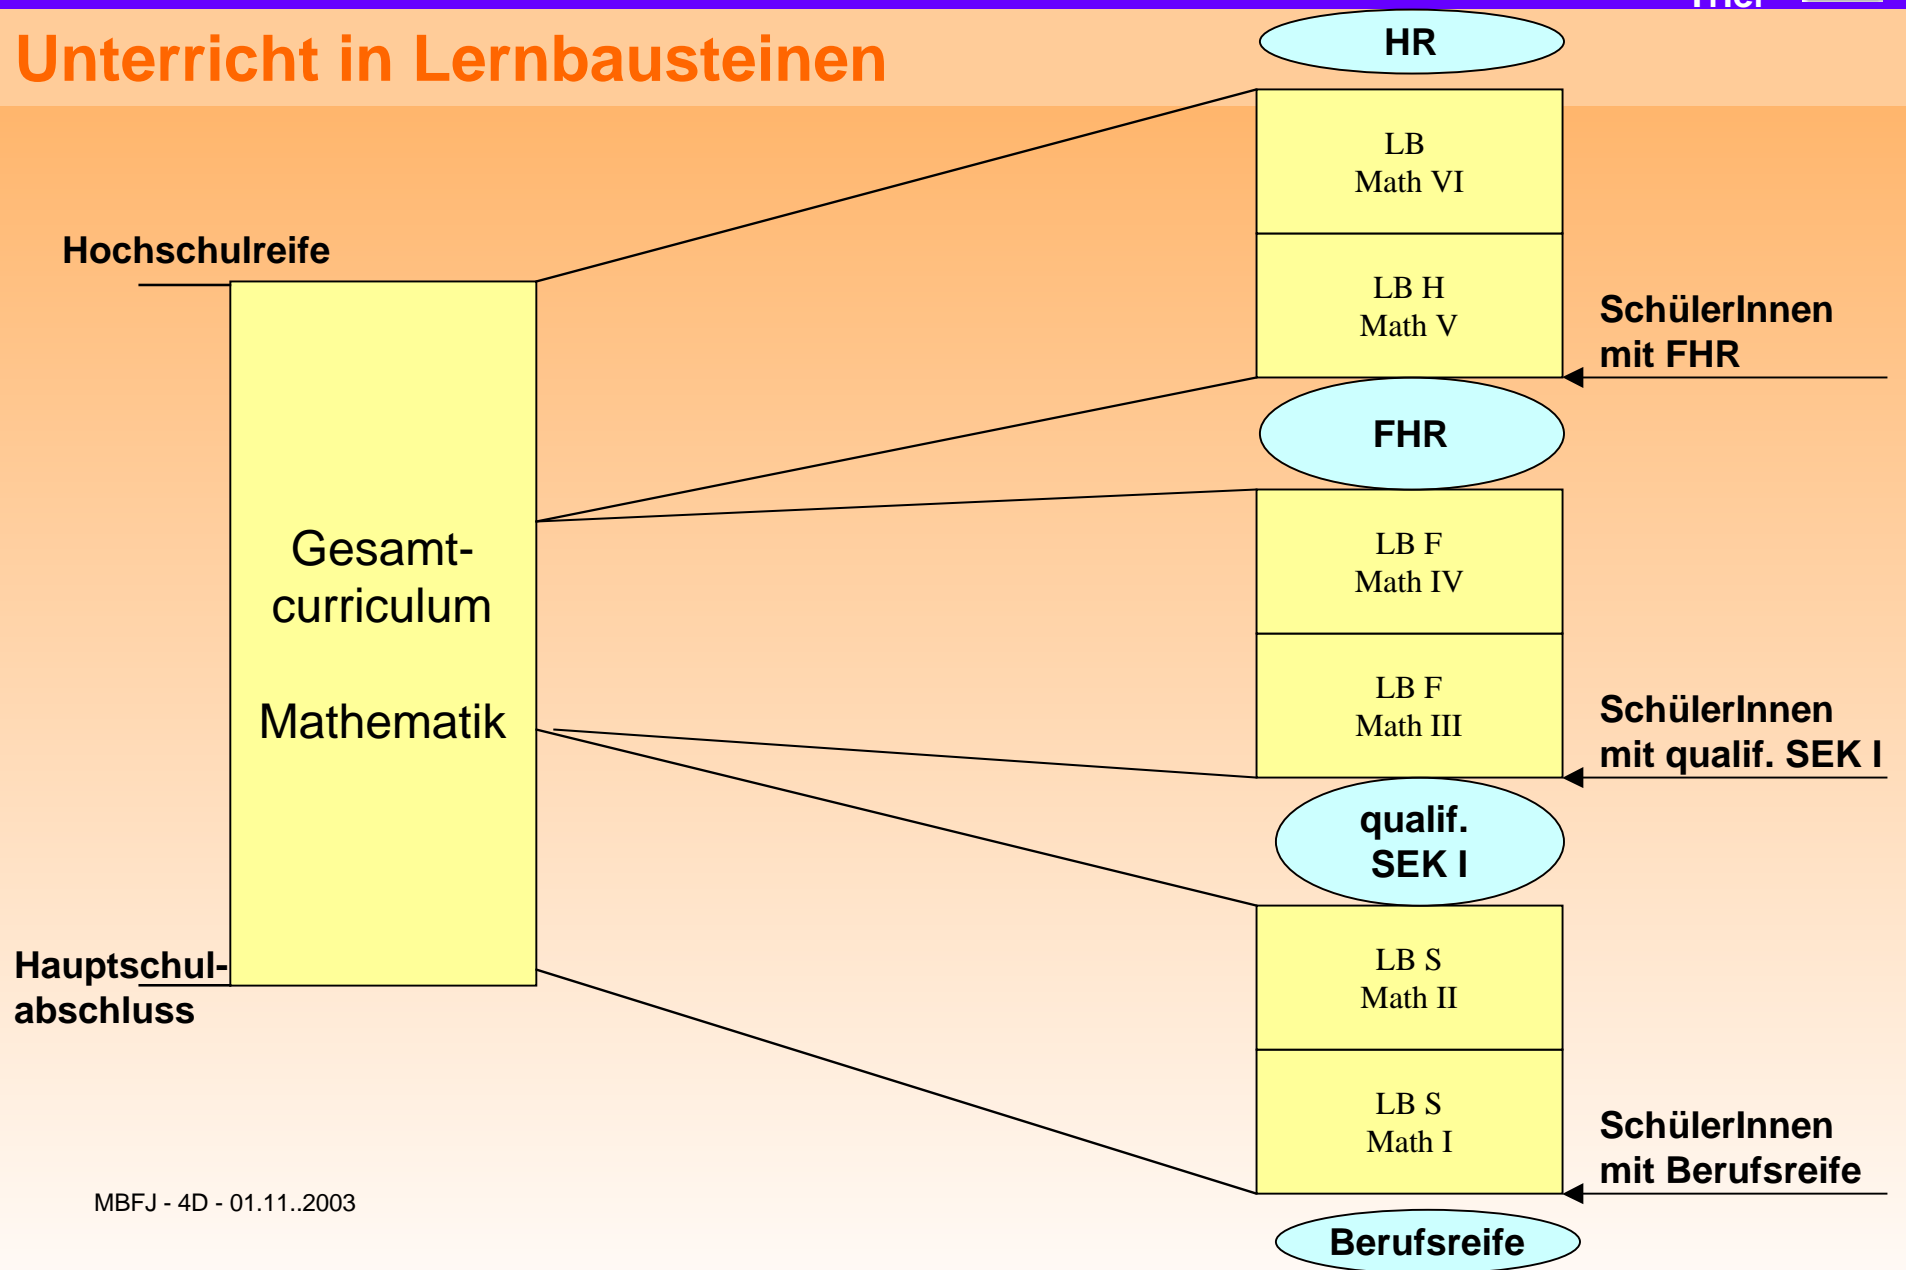 Trier
Unterricht in Lernbausteinen
HR
LB
Math VI
Hochschulreife
LB H
Math V
SchülerInnen
mit FHR
FHR
Gesamt-
curriculum
Mathematik
LB F
Math IV
LB F
Math III
SchülerInnen
mit qualif. SEK I
qualif.
SEK I
Hauptschul-
abschluss
LB S
Math II
LB S
Math I
SchülerInnen
mit Berufsreife
MBFJ - 4D - 01.11..2003
Berufsreife